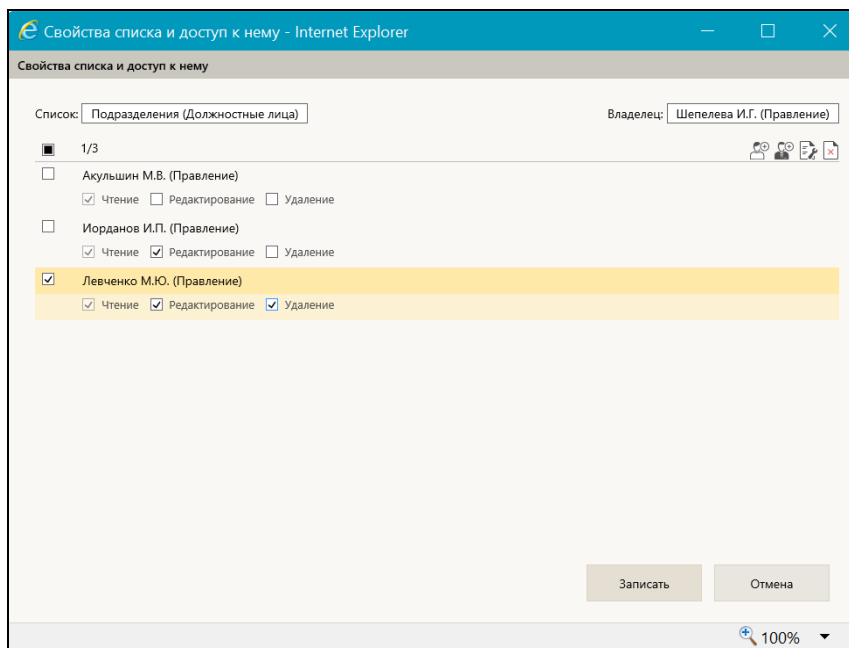 Свойства списка и доступ к нему - Internet Explorer
Свойства списка и доступ к нему
Список: Подразделения (Должностные лица) Владелец: Шепелева И.Г. (Правление)
1/3
Акульшин М.В. (Правление)
Чтение Редактирование Удаление
Иорданов И.П. (Правление)
Чтение Редактирование Удаление
Левченко М.Ю. (Правление)
Чтение Редактирование Удаление
Записать Отмена
100%